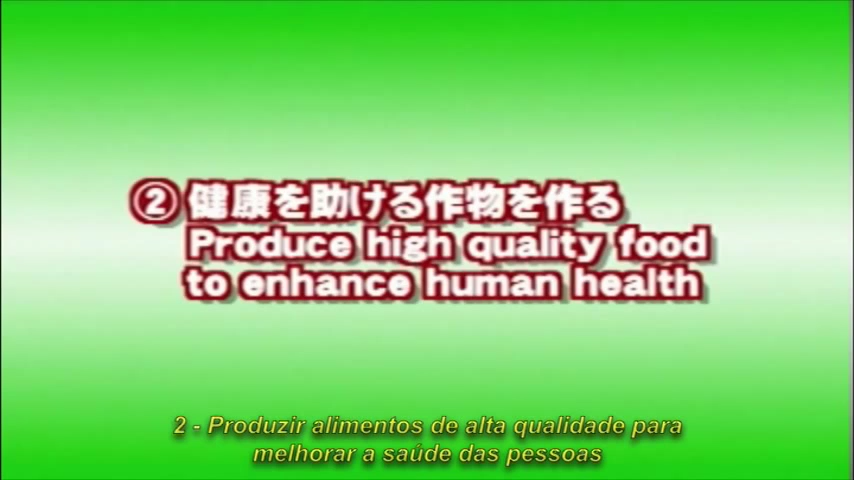 ② 健康を助ける作物を作る
Produce high quality food
to enhance human health
2 - Produzir alimentos de alta qualidade para
melhorar a saúde das pessoas